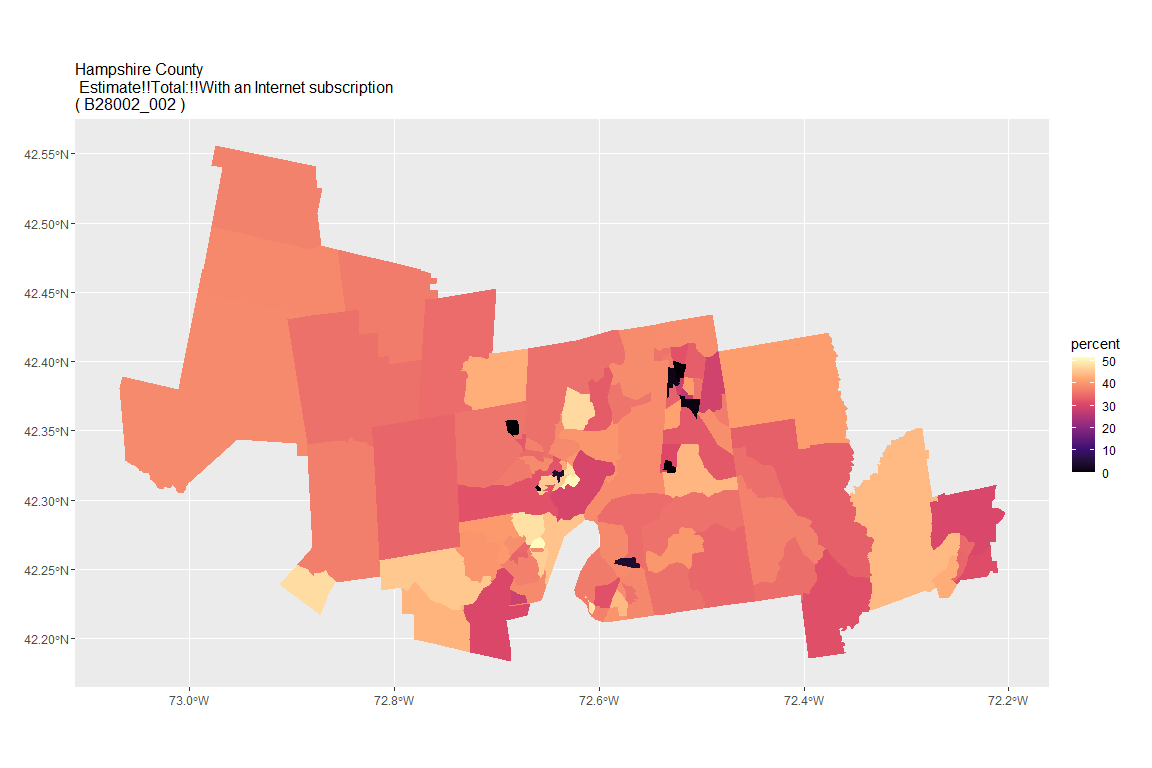 Hampshire County
Estimate!!Total:!!With an Internet subscription
( B28002_002 )
42.55°N
42.50°N
42.45°N
42.40°N
42.35°N
42.30°N
42.25°N
42.20°N
73.0°W
72.8°W
72.6°W
72.4°W
72.2°W
percent
50
40
30
20
10
0